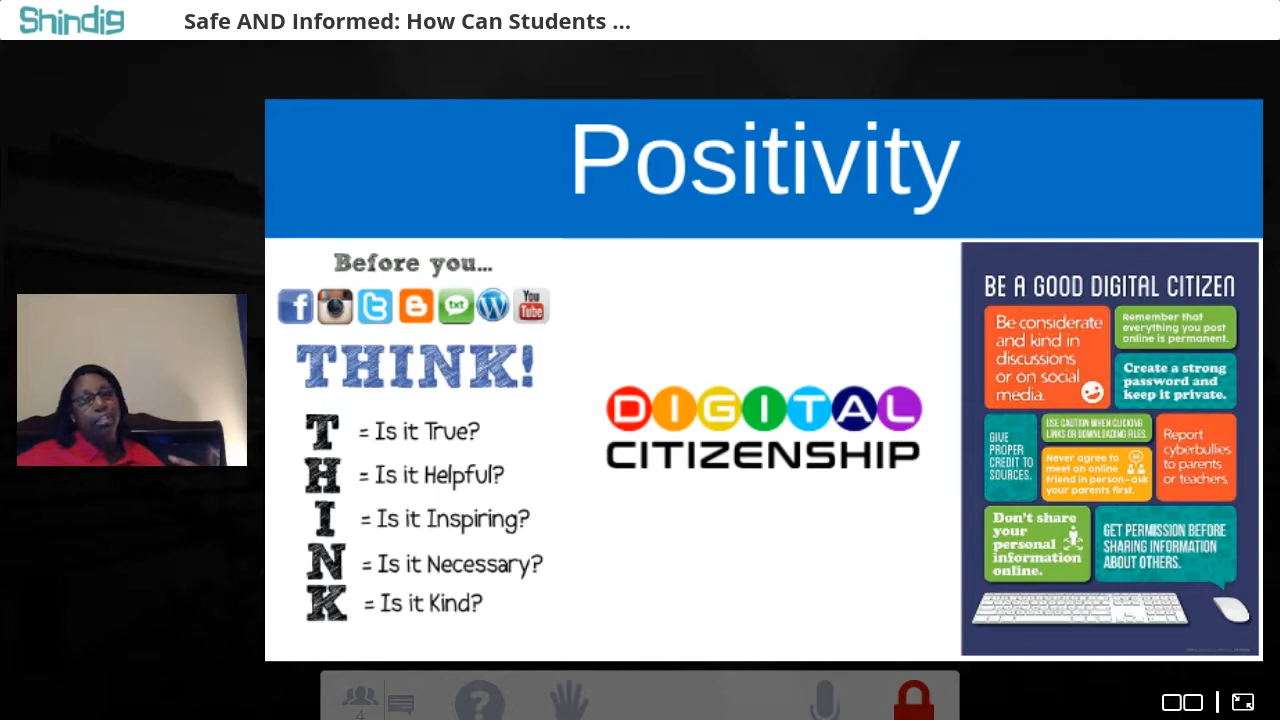 Shindig
Safe AND Informed: How Can Students ...
Positivity
Before you...
f
txt
You
Tube
THINK!
T = Is it True?
H = Is it Helpful?
I = Is it Inspiring?
N = Is it Necessary?
K = Is it Kind?
DIGITAL
CITIZENSHIP
BE A GOOD DIGITAL CITIZEN
Be considerate
and kind in
discussions
or on social
media.
Remember that
everything you post
online is permanent.
Create a strong
password and
keep it private.
GIVE
PROPER
CREDIT TO
SOURCES.
USE CAUTION WHEN CLICKING
LINKS OR DOWNLOADING FILES.
Never agree to
meet an online
friend in person—ask
your parents first.
Report
cyberbullies
to parents
or teachers.
Don't share
your
personal
information
online.
GET PERMISSION BEFORE
SHARING INFORMATION
ABOUT OTHERS.
4